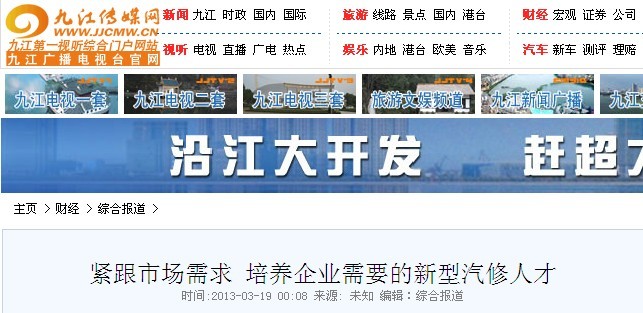 九江传媒网
WWW.JJCMW.CN
九江第一视听综合门户网站
九江广播电视台官网
新闻 九江 时政 国内 国际
视听 电视 直播 广电 热点
旅游 线路 景点 国内 港台
娱乐 内地 港台 欧美 音乐
财经 宏观 证券 公司
汽车 新车 测评 理赔
JJTV-1 九江电视一套
JJTV-2 九江电视二套
JJTV-3 九江电视三套
JJTV-4 旅游文娱频道
九江新闻广播
九江
沿江大开发 赶超
主页 > 财经 > 综合报道 >
紧跟市场需求 培养企业需要的新型汽修人才
时间:2013-03-19 00:08 来源: 未知 编辑：综合报道